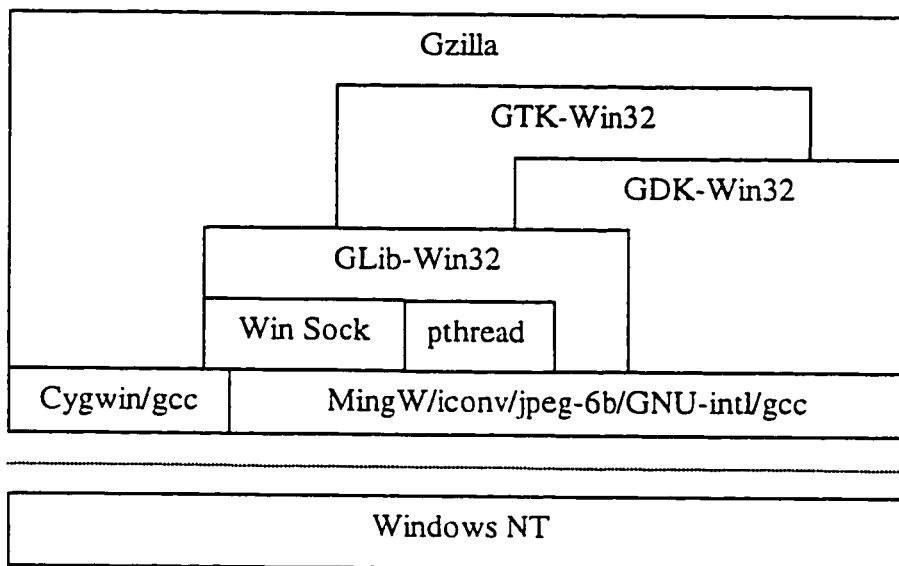 Gzilla
GTK-Win32
GDK-Win32
GLib-Win32
Win Sock
pthread
Cygwin/gcc
MingW/iconv/jpeg-6b/GNU-intl/gcc
Windows NT